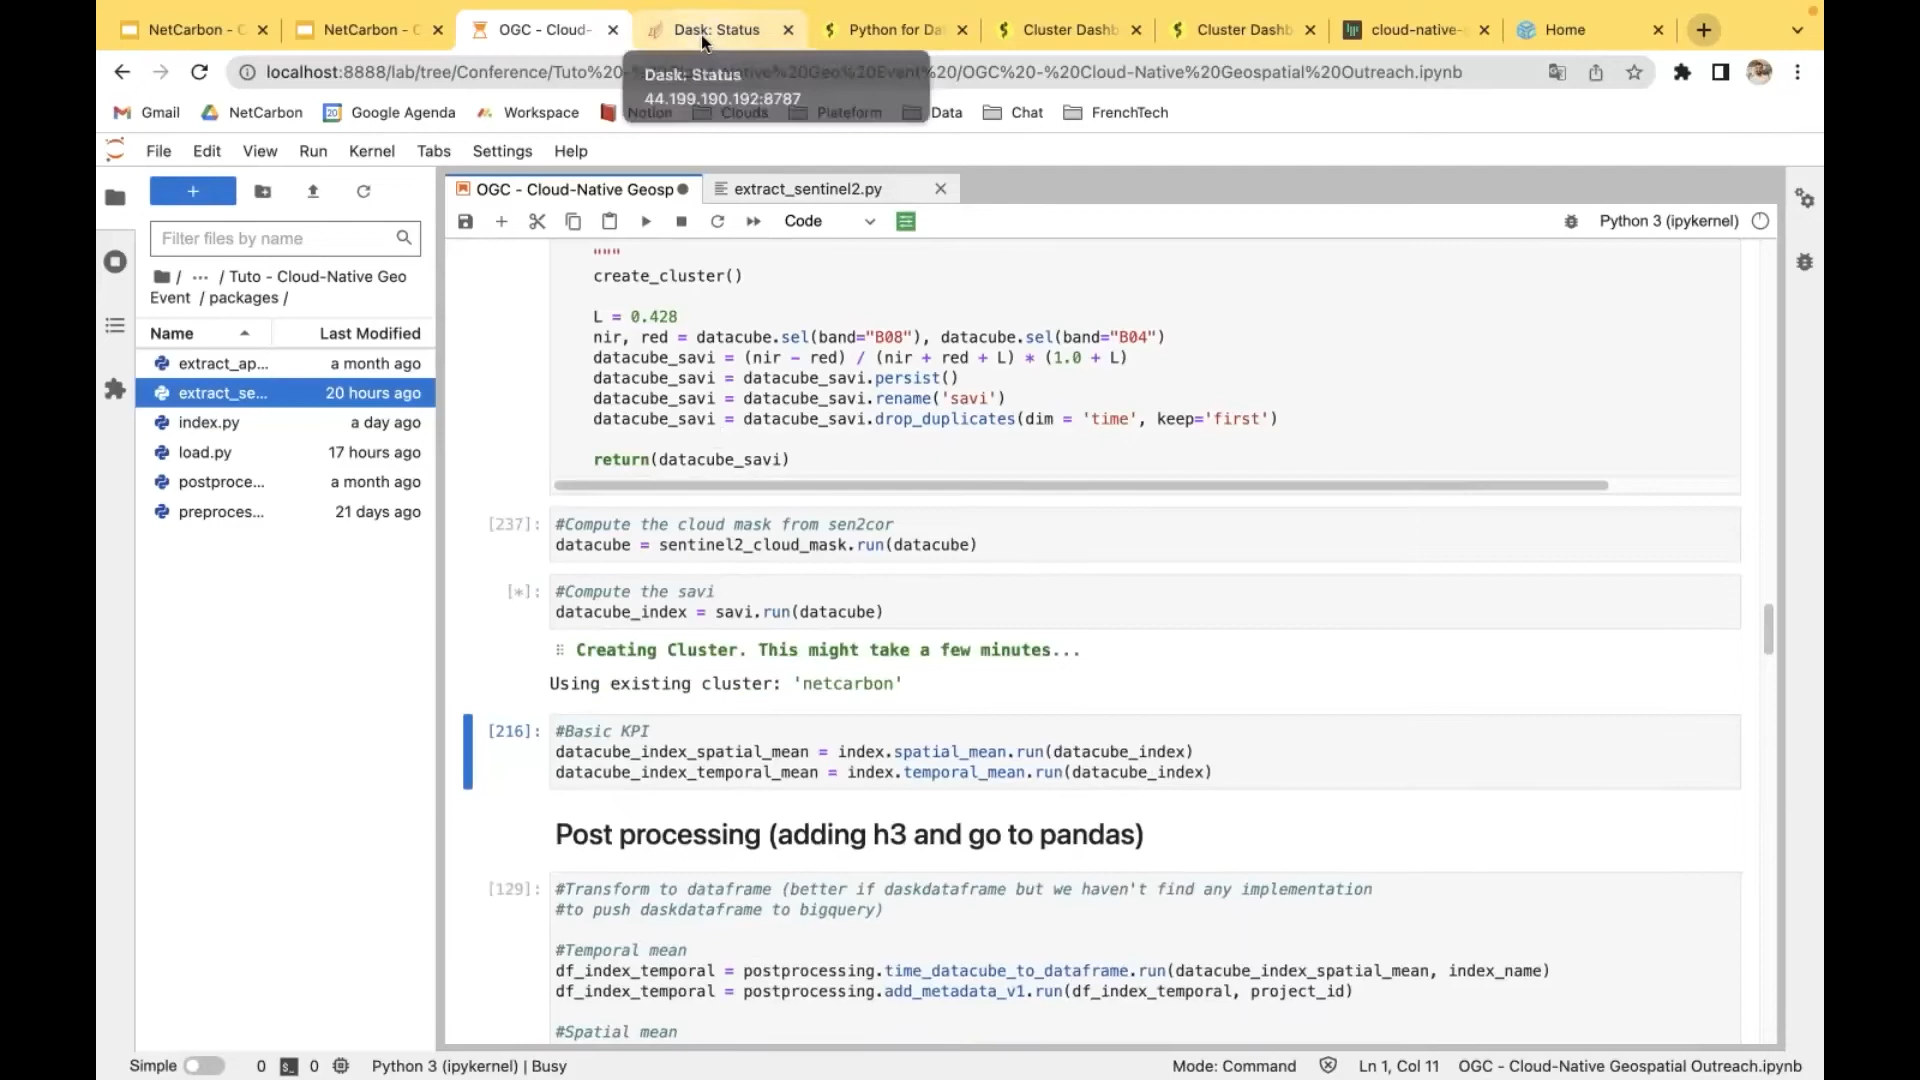 NetCarbon - C
NetCarbon - C
OGC - Cloud-
Dask: Status
Python for Da
Cluster Dashb
Cluster Dashb
cloud-native-
Home
localhost:8888/lab/tree/Conference/Tuto%20-
%20/OGC%20-%20Cloud-Native%20Geospatial%20Outreach.ipynb
Dask: Status
44.199.190.192:8787
Gmail
NetCarbon
Google Agenda
Workspace
Notion
Clouds
Plateform
Data
Chat
FrenchTech
File Edit View Run Kernel Tabs Settings Help
Filter files by name
/ ... / Tuto - Cloud-Native Geo
Event / packages /
Name Last Modified
extract_ap... a month ago
extract_se... 20 hours ago
index.py a day ago
load.py 17 hours ago
postproce... a month ago
preproces... 21 days ago
OGC - Cloud-Native Geosp
extract_sentinel2.py
Code
Python 3 (ipykernel)
"""
create_cluster()
L = 0.428
nir, red = datacube.sel(band="B08"), datacube.sel(band="B04")
datacube_savi = (nir - red) / (nir + red + L) * (1.0 + L)
datacube_savi = datacube_savi.persist()
datacube_savi = datacube_savi.rename('savi')
datacube_savi = datacube_savi.drop_duplicates(dim = 'time', keep='first')
return(datacube_savi)
[237]: #Compute the cloud mask from sen2cor
datacube = sentinel2_cloud_mask.run(datacube)
[*]: #Compute the savi
datacube_index = savi.run(datacube)
Creating Cluster. This might take a few minutes...
Using existing cluster: 'netcarbon'
[216]: #Basic KPI
datacube_index_spatial_mean = index.spatial_mean.run(datacube_index)
datacube_index_temporal_mean = index.temporal_mean.run(datacube_index)
Post processing (adding h3 and go to pandas)
[129]: #Transform to dataframe (better if daskdataframe but we haven't find any implementation
#to push daskdataframe to bigquery)
#Temporal mean
df_index_temporal = postprocessing.time_datacube_to_dataframe.run(datacube_index_spatial_mean, index_name)
df_index_temporal = postprocessing.add_metadata_v1.run(df_index_temporal, project_id)
#Spatial mean
Simple 0 0 Python 3 (ipykernel) | Busy
Mode: Command Ln 1, Col 11 OGC - Cloud-Native Geospatial Outreach.ipynb